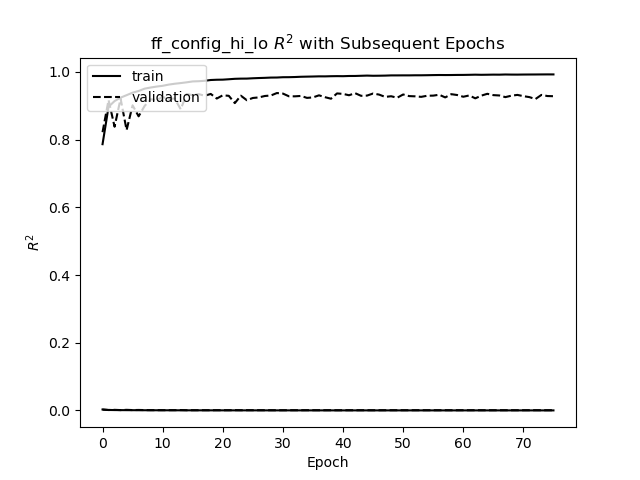 ff_config_hi_lo R² with Subsequent Epochs
train
validation
1.0
0.8
0.6
0.4
0.2
0.0
R²
0 10 20 30 40 50 60 70
Epoch